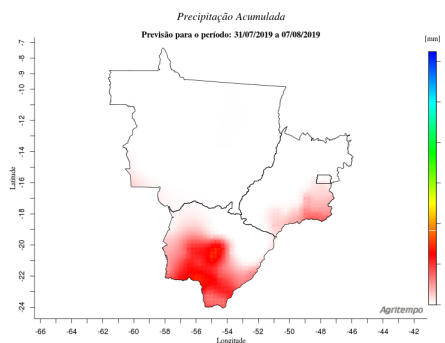 Precipitação Acumulada
Previsão para o período: 31/07/2019 a 07/08/2019
[mm]
-7
-8
-10
-12
-14
-16
-18
-20
-22
-24
Latitude
Agritempo
-66 -64 -62 -60 -58 -56 -55 -54 -52 -50 -48 -46 -44 -42
Longitude